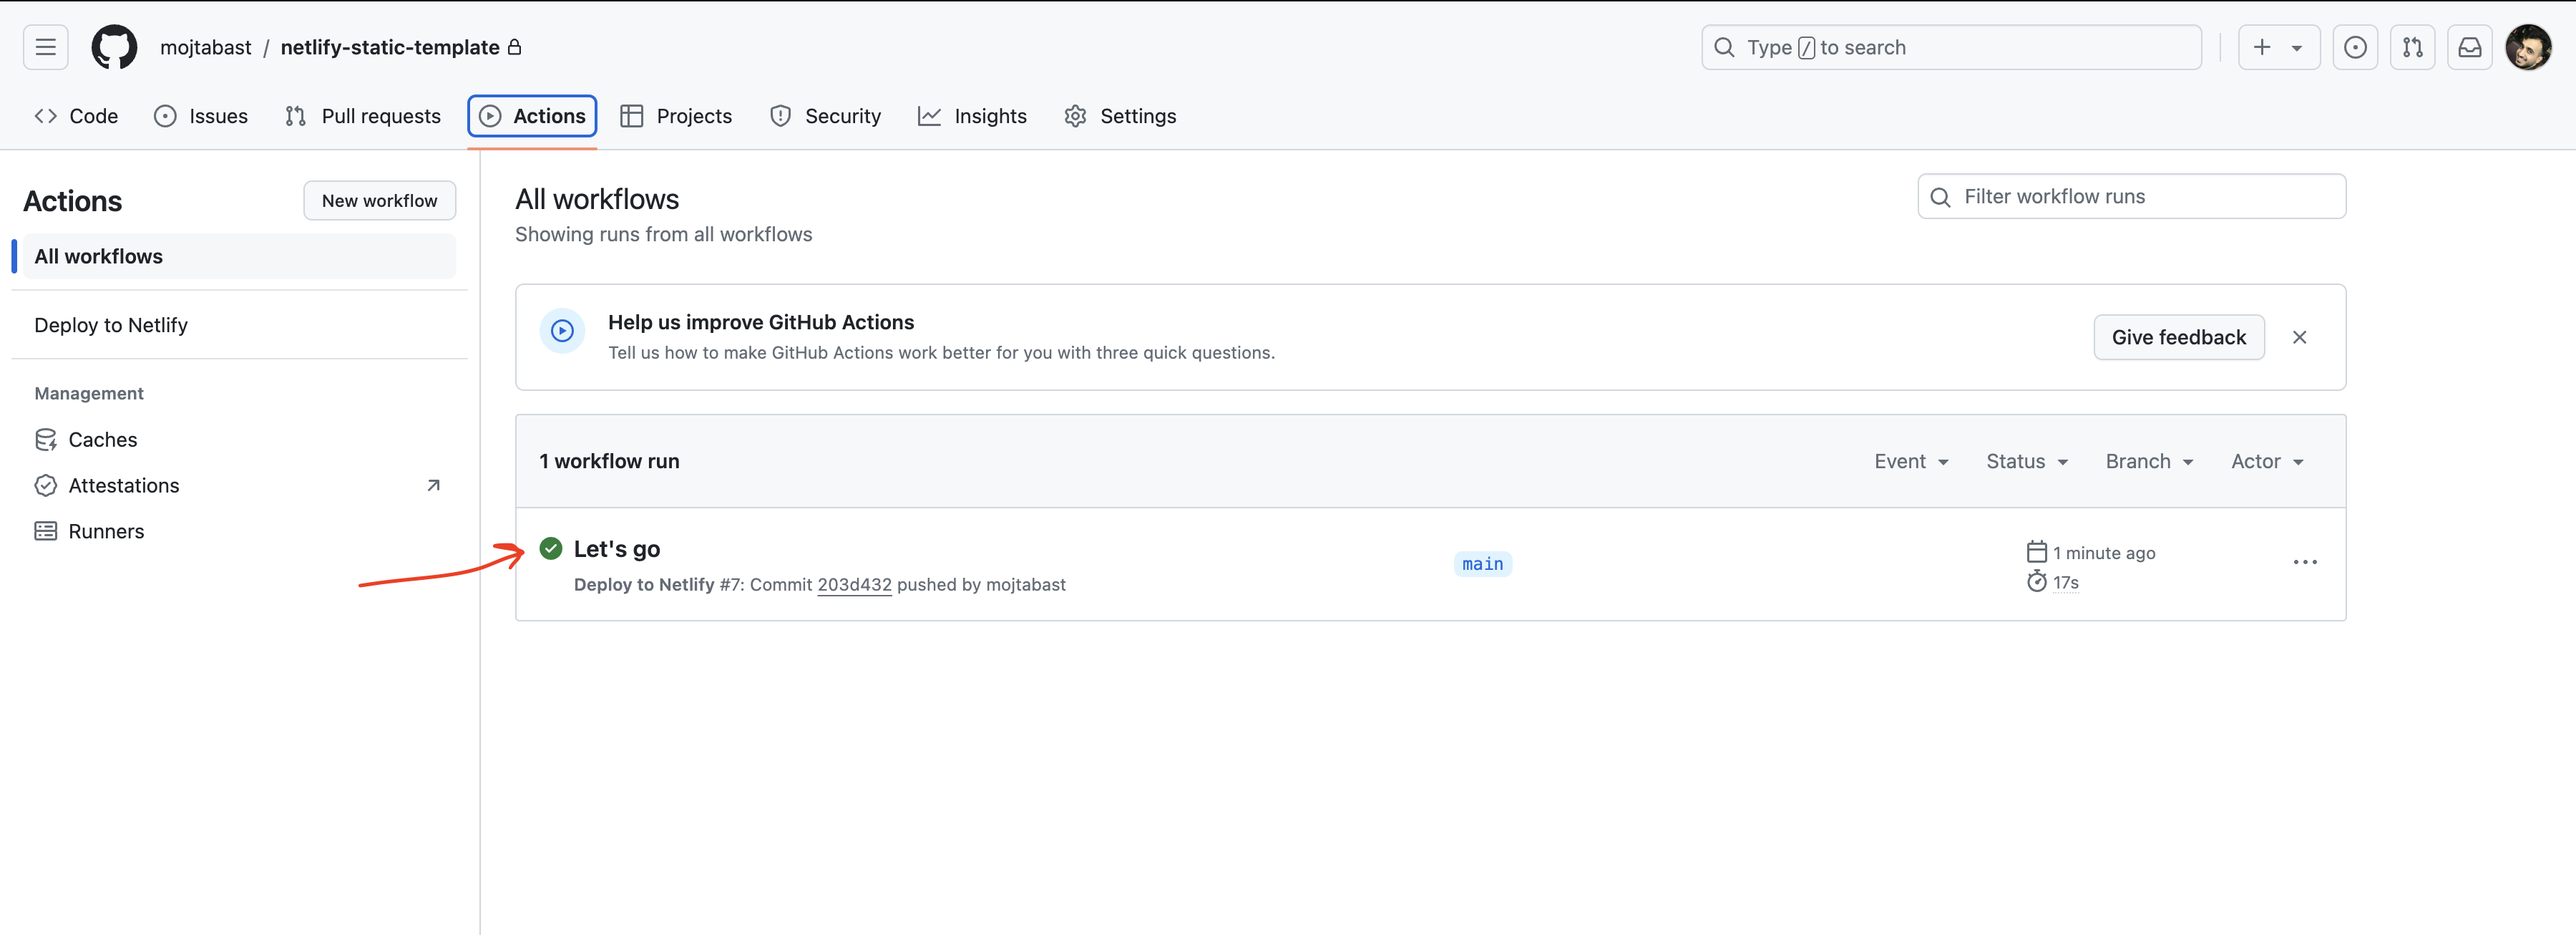 mojtabast / netlify-static-template
Type / to search
Code Issues Pull requests Actions Projects Security Insights Settings
Actions
New workflow
All workflows
Deploy to Netlify
Management
Caches
Attestations
Runners
All workflows
Showing runs from all workflows
Filter workflow runs
Help us improve GitHub Actions
Tell us how to make GitHub Actions work better for you with three quick questions.
Give feedback
1 workflow run
Event Status Branch Actor
Let's go
Deploy to Netlify #7: Commit 203d432 pushed by mojtabast
main
1 minute ago
17s